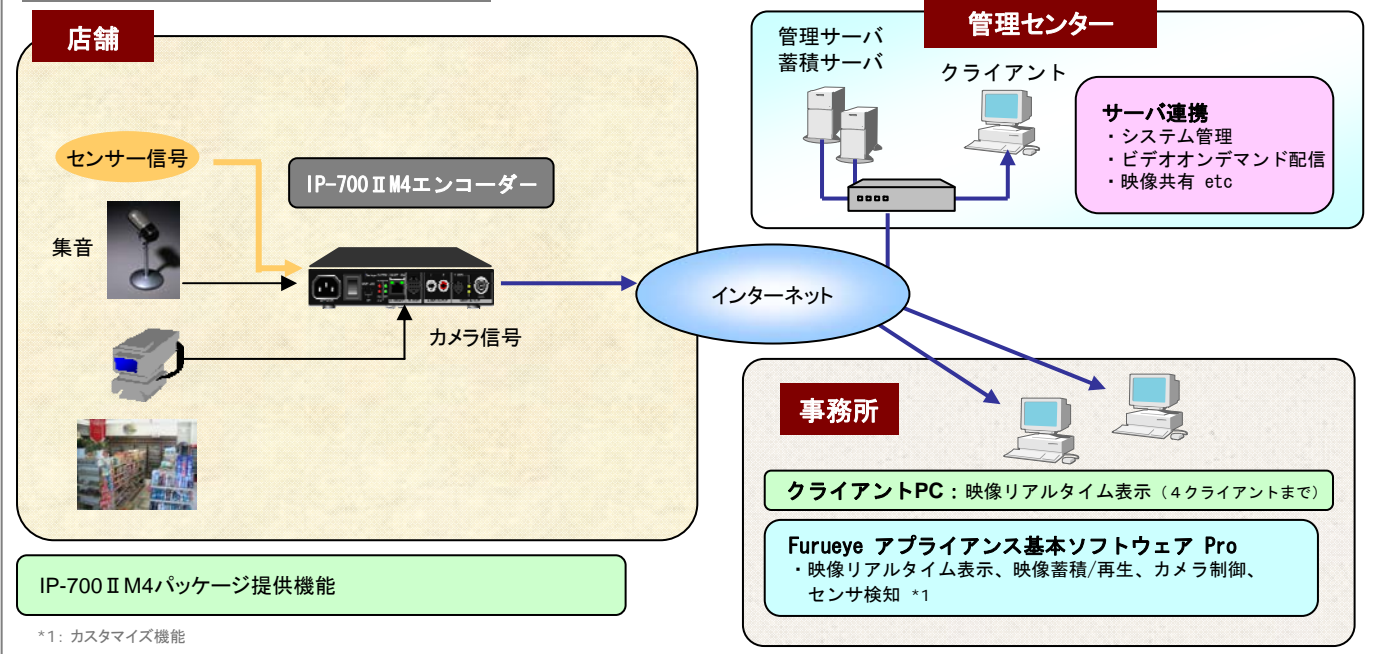 店舗
センサー信号
IP-700ⅡM4エンコーダー
集音
カメラ信号
IP-700ⅡM4パッケージ提供機能
*1: カスタマイズ機能
インターネット
管理センター
管理サーバ
蓄積サーバ
クライアント
サーバ連携
・システム管理
・ビデオオンデマンド配信
・映像共有 etc
事務所
クライアントPC：映像リアルタイム表示（４クライアントまで）
Furueye アプライアンス基本ソフトウェア Pro
・映像リアルタイム表示、映像蓄積/再生、カメラ制御、
センサ検知 *1